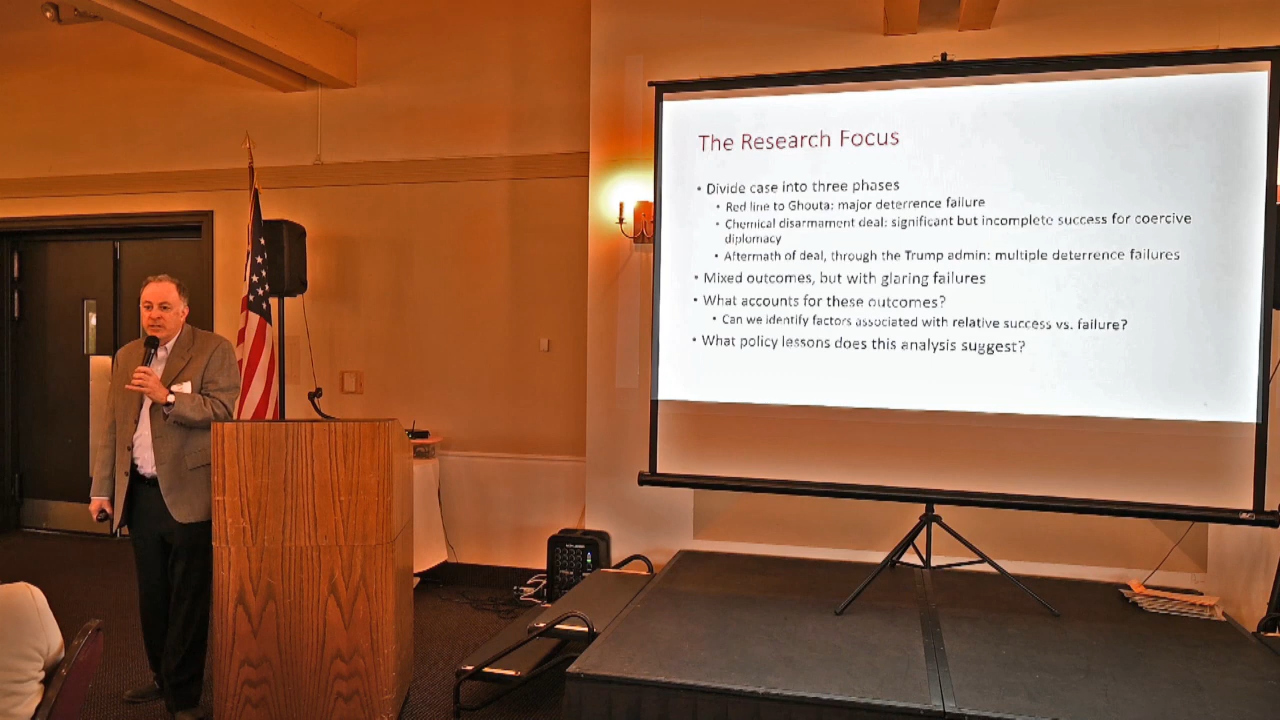 The Research Focus
• Divide case into three phases
• Red line to Ghouta: major deterrence failure
• Chemical disarmament deal: significant but incomplete success for coercive
diplomacy
• Aftermath of deal, through the Trump admin: multiple deterrence failures
• Mixed outcomes, but with glaring failures
• What accounts for these outcomes?
• Can we identify factors associated with relative success vs. failure?
• What policy lessons does this analysis suggest?